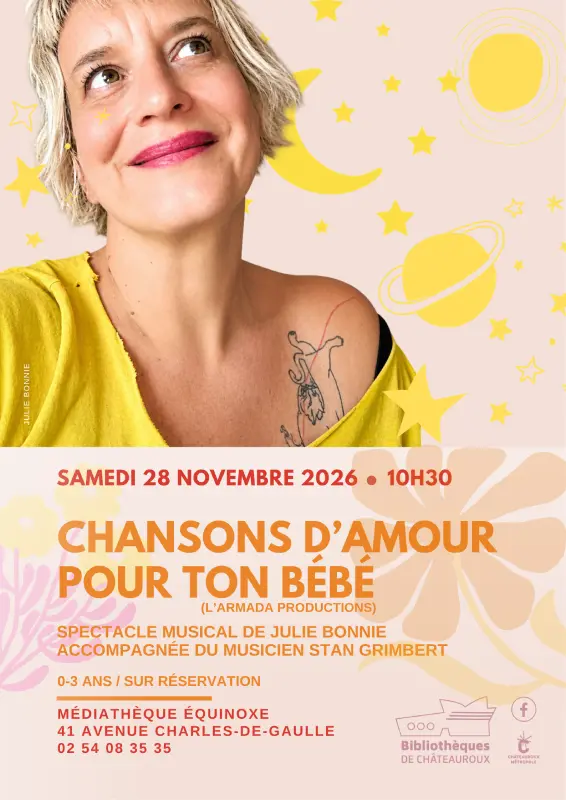 JULIE BONNIE
SAMEDI 28 NOVEMBRE 2026 • 10H30
CHANSONS D'AMOUR
POUR TON BÉBÉ
(L'ARMADA PRODUCTIONS)
SPECTACLE MUSICAL DE JULIE BONNIE
ACCOMPAGNÉE DU MUSICIEN STAN GRIMBERT
0-3 ANS / SUR RÉSERVATION
MÉDIATHÈQUE ÉQUINOXE
41 AVENUE CHARLES-DE-GAULLE
02 54 08 35 35
Bibliothèques
DE CHÂTEAUROUX
CHÂTEAUROUX
MÉTROPOLE